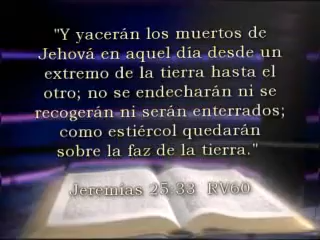 "Y yacerán los muertos de
Jehová en aquel día desde un
extremo de la tierra hasta el
otro; no se endecharán ni se
recogerán ni serán enterrados;
como estiércol quedarán
sobre la faz de la tierra."
Jeremías 25:33 RV60